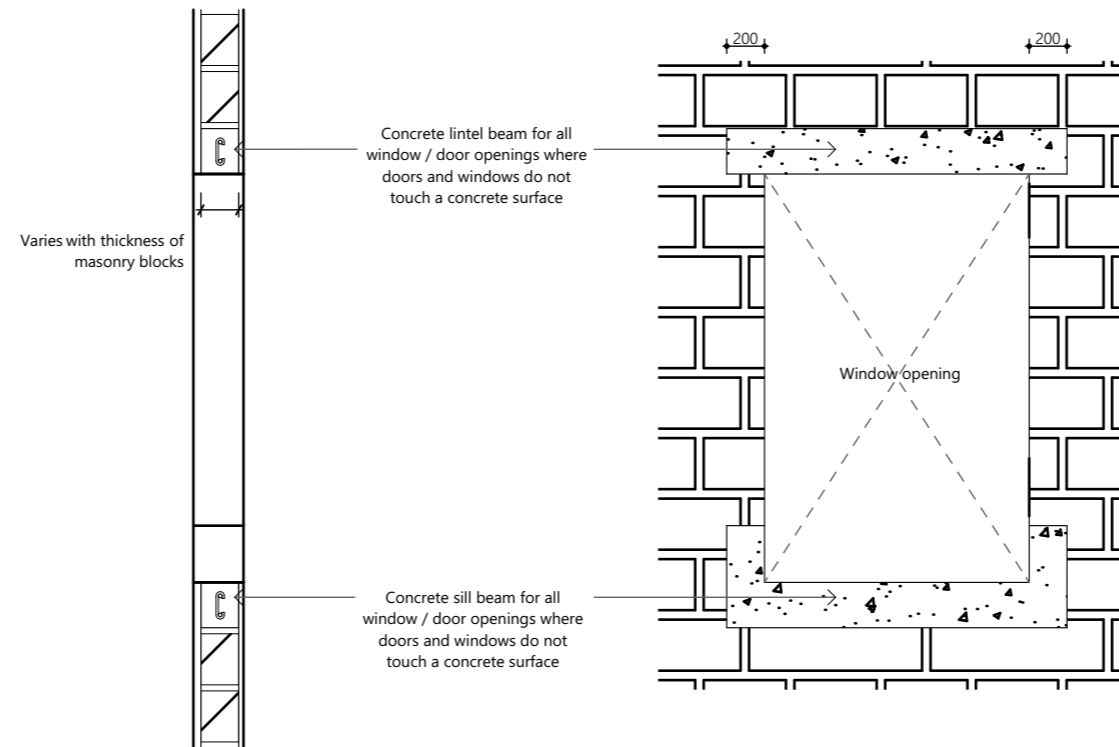 200
200
Concrete lintel beam for all
window / door openings where
doors and windows do not
touch a concrete surface
Varies with thickness of
masonry blocks
Window opening
Concrete sill beam for all
window / door openings where
doors and windows do not
touch a concrete surface